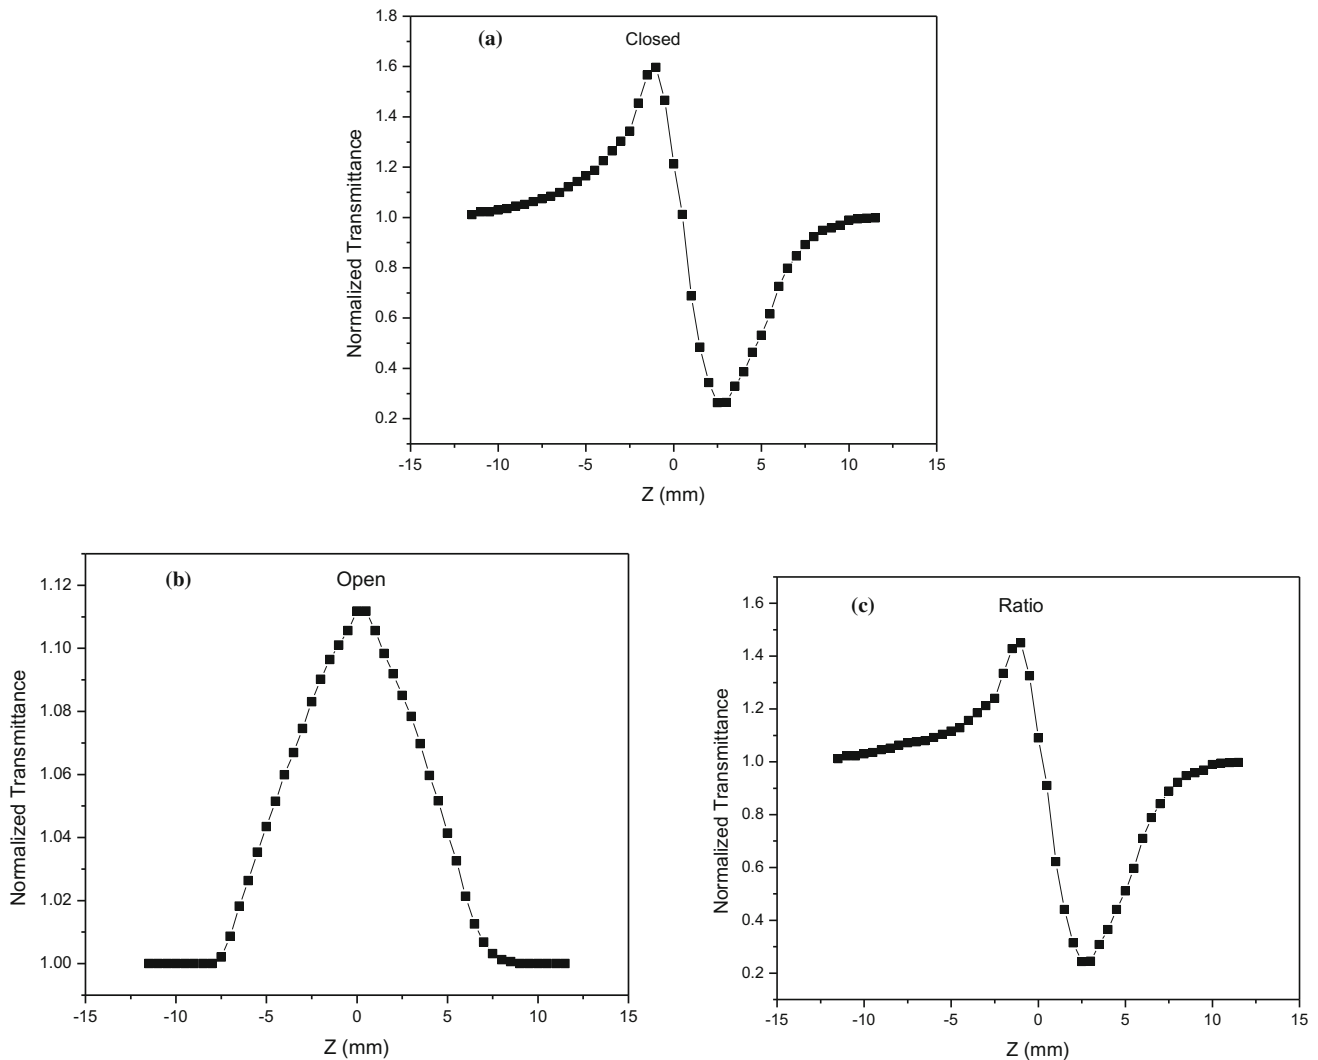 (a)
Closed
Normalized Transmittance
1.8
1.6
1.4
1.2
1.0
0.8
0.6
0.4
0.2
-15 -10 -5 0 5 10 15
Z (mm)
(b)
Open
Normalized Transmittance
1.12
1.10
1.08
1.06
1.04
1.02
1.00
-15 -10 -5 0 5 10 15
Z (mm)
(c)
Ratio
Normalized Transmittance
1.6
1.4
1.2
1.0
0.8
0.6
0.4
0.2
-15 -10 -5 0 5 10 15
Z (mm)